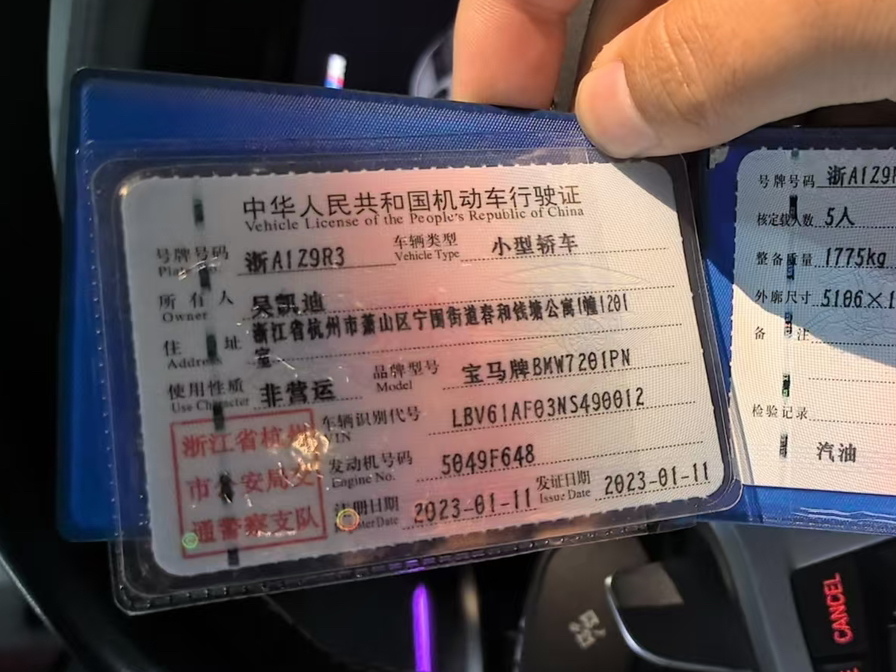 中华人民共和国机动车行驶证
Vehicle License of the People's Republic of China
号牌号码 浙A1Z9R3 车辆类型 小型轿车
Vehicle Type
所有人 吴凯迪
Owner
住址 浙江省杭州市萧山区宁围街道春和钱塘公寓1幢1201
Address 室
使用性质 非营运 品牌型号 宝马牌BMW7201PN
Use Character Model
车辆识别代号 LBV61AF03NS490012
VIN
发动机号码 5049F648
Engine No.
注册日期 2023-01-11 发证日期 2023-01-11
Issue Date
浙江省杭州
市公安局交
通警察支队
号牌号码 浙A1Z9
核定载人数 5人
整备质量 1775kg
外廓尺寸 5106×1
备注
检验记录
汽油
CANCEL